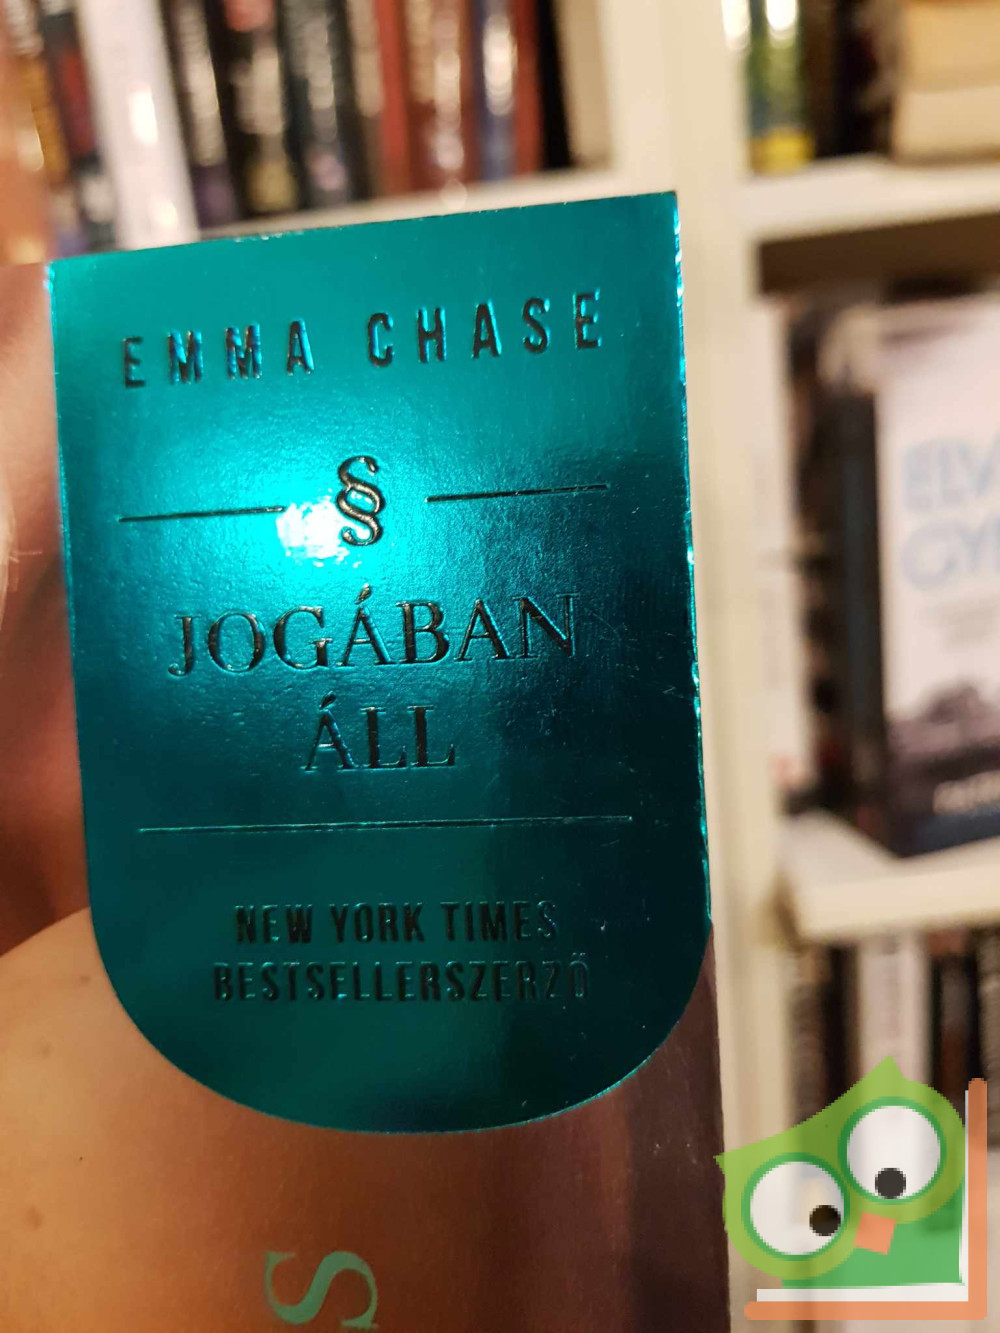 EMMA CHASE
§
JOGÁBAN
ÁLL
NEW YORK TIMES
BESTSELLERSZERZŐ
S